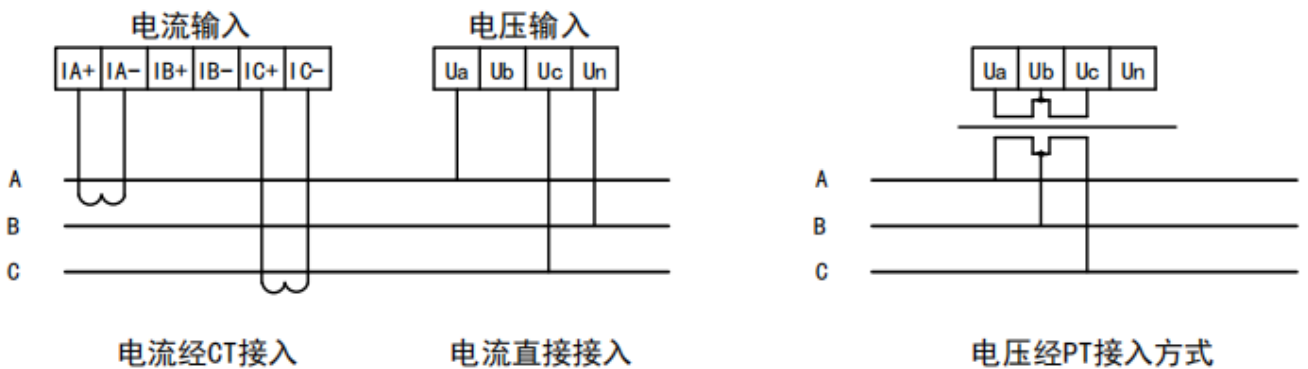 电流输入 电压输入
IA+ IA- IB+ IB- IC+ IC- Ua Ub Uc Un Ua Ub Uc Un
A A
B B
C C
电流经CT接入 电流直接接入 电压经PT接入方式